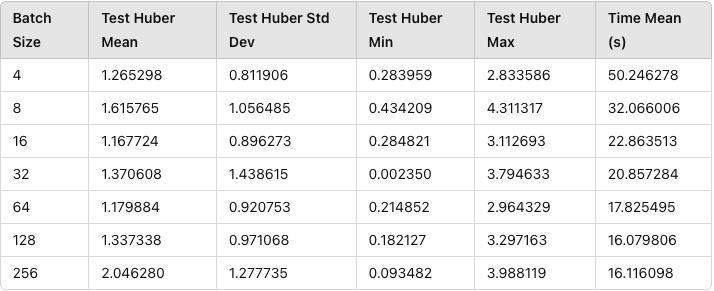 Batch Size | Test Huber Mean | Test Huber Std Dev | Test Huber Min | Test Huber Max | Time Mean (s)
4 | 1.265298 | 0.811906 | 0.283959 | 2.833586 | 50.246278
8 | 1.615765 | 1.056485 | 0.434209 | 4.311317 | 32.066006
16 | 1.167724 | 0.896273 | 0.284821 | 3.112693 | 22.863513
32 | 1.370608 | 1.438615 | 0.002350 | 3.794633 | 20.857284
64 | 1.179884 | 0.920753 | 0.214852 | 2.964329 | 17.825495
128 | 1.337338 | 0.971068 | 0.182127 | 3.297163 | 16.079806
256 | 2.046280 | 1.277735 | 0.093482 | 3.988119 | 16.116098